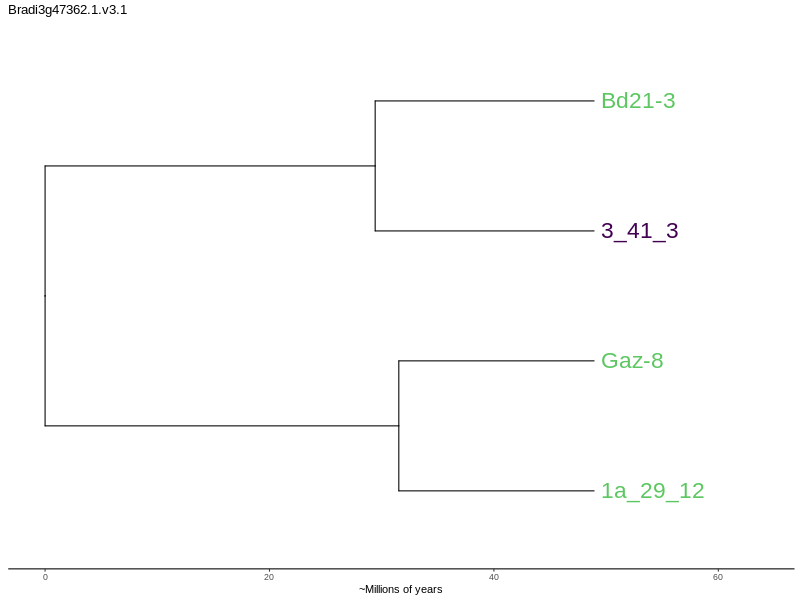 Bradi3g47362.1.v3.1
Bd21-3
3_41_3
Gaz-8
1a_29_12
0 20 40 60
~Millions of years